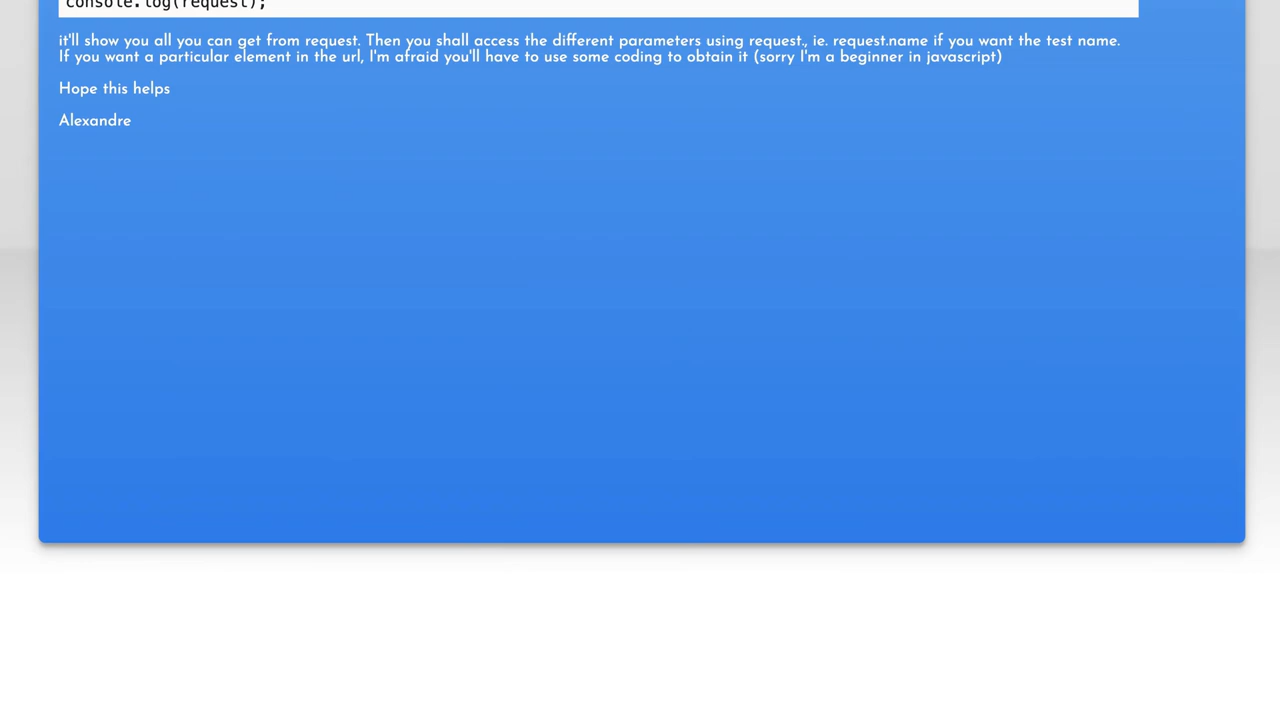 console.log(request);
it'll show you all you can get from request. Then you shall access the different parameters using request., ie. request.name if you want the test name.
If you want a particular element in the url, I'm afraid you'll have to use some coding to obtain it (sorry I'm a beginner in javascript)
Hope this helps
Alexandre